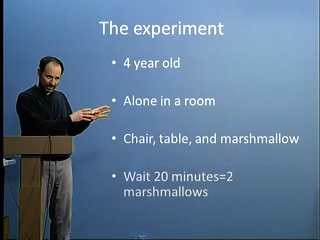 The experiment
• 4 year old
• Alone in a room
• Chair, table, and marshmallow
• Wait 20 minutes=2
marshmallows